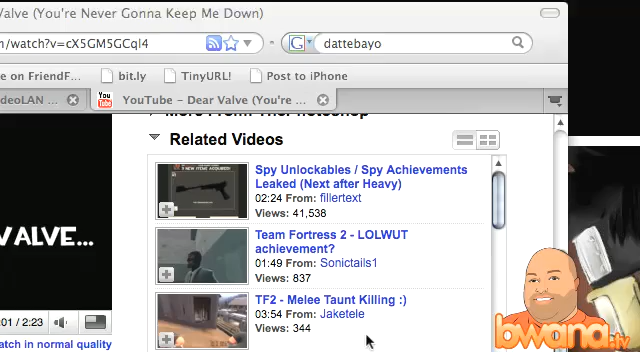 Valve (You're Never Gonna Keep Me Down)
n/watch?v=cX5GM5GCql4
G
dattebayo
e on FriendF...
bit.ly
TinyURL!
Post to iPhone
deoLAN
YouTube – Dear Valve (You're ...
Related Videos
Spy Unlockables / Spy Achievements
Leaked (Next after Heavy)
02:24 From: fillertext
Views: 41,538
Team Fortress 2 - LOLWUT
achievement?
01:49 From: Sonictails1
Views: 837
TF2 - Melee Taunt Killing :)
03:54 From: Jaketele
Views: 344
VALVE...
:01 / 2:23
atch in normal quality
bwana.tv